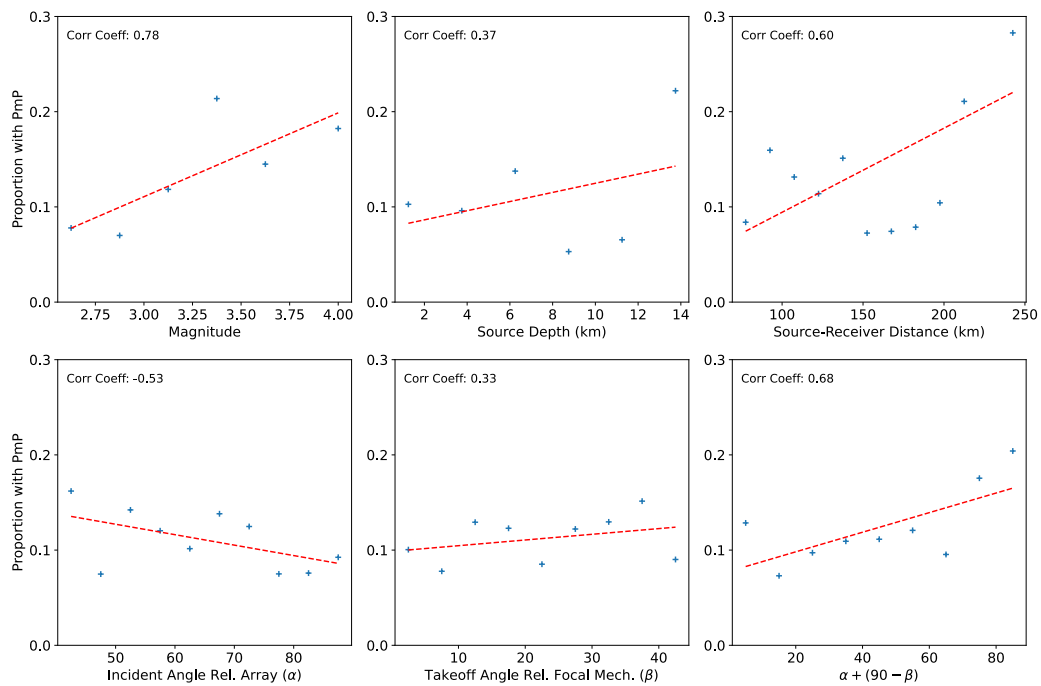 Corr Coeff: 0.78
Corr Coeff: 0.37
Corr Coeff: 0.60
Proportion with PmP
0.3
0.2
0.1
0.0
2.75 3.00 3.25 3.50 3.75 4.00
Magnitude
0.3
0.2
0.1
0.0
2 4 6 8 10 12 14
Source Depth (km)
0.3
0.2
0.1
0.0
100 150 200 250
Source-Receiver Distance (km)
Corr Coeff: -0.53
Corr Coeff: 0.33
Corr Coeff: 0.68
Proportion with PmP
0.3
0.2
0.1
0.0
50 60 70 80
Incident Angle Rel. Array (α)
0.3
0.2
0.1
0.0
10 20 30 40
Takeoff Angle Rel. Focal Mech. (β)
0.3
0.2
0.1
0.0
20 40 60 80
α + (90 − β)